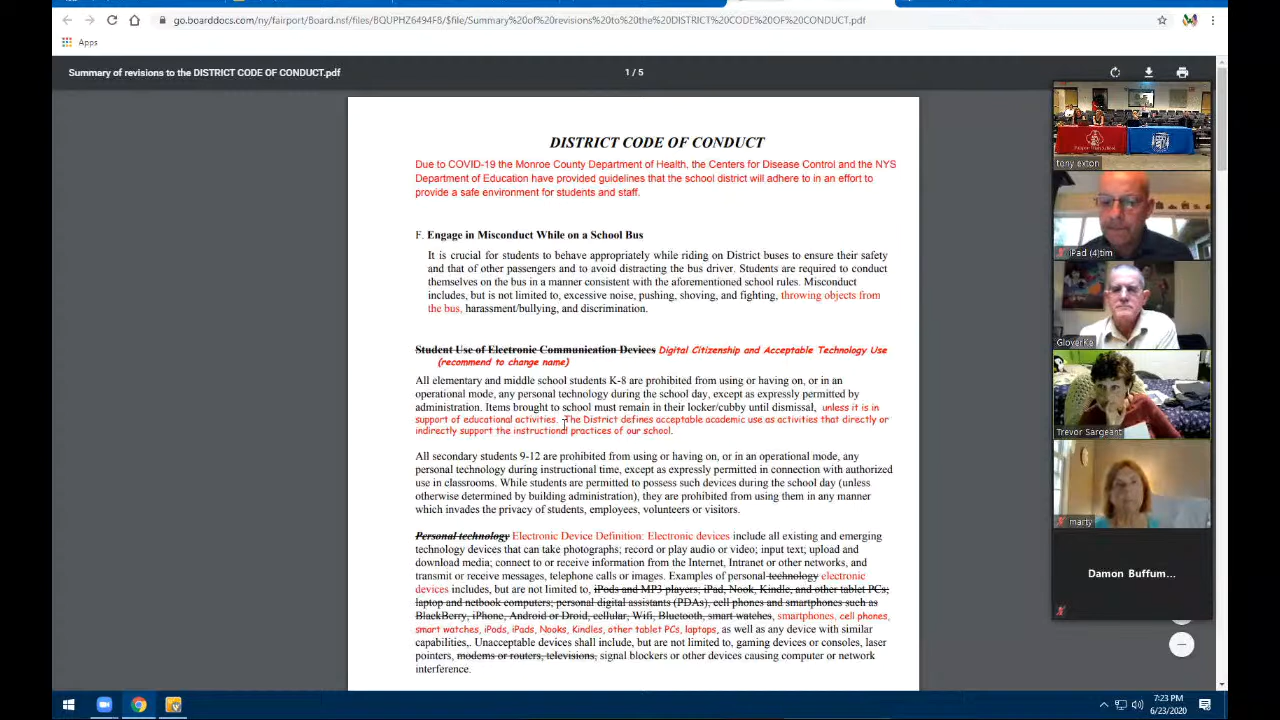 go.boarddocs.com/ny/fairport/Board.nsf/files/BQUPHZ6494F8/$file/Summary%20of%20revisions%20to%20the%20DISTRICT%20CODE%20OF%20CONDUCT.pdf
Apps
Summary of revisions to the DISTRICT CODE OF CONDUCT.pdf
1 / 5
DISTRICT CODE OF CONDUCT
Due to COVID-19 the Monroe County Department of Health, the Centers for Disease Control and the NYS
Department of Education have provided guidelines that the school district will adhere to in an effort to
provide a safe environment for students and staff.
F. Engage in Misconduct While on a School Bus
It is crucial for students to behave appropriately while riding on District buses to ensure their safety
and that of other passengers and to avoid distracting the bus driver. Students are required to conduct
themselves on the bus in a manner consistent with the aforementioned school rules. Misconduct
includes, but is not limited to, excessive noise, pushing, shoving, and fighting, throwing objects from
the bus, harassment/bullying, and discrimination.
Student Use of Electronic Communication Devices Digital Citizenship and Acceptable Technology Use
(recommend to change name)
All elementary and middle school students K-8 are prohibited from using or having on, or in an
operational mode, any personal technology during the school day, except as expressly permitted by
administration. Items brought to school must remain in their locker/cubby until dismissal, unless it is in
support of educational activities. The District defines acceptable academic use as activities that directly or
indirectly support the instructional practices of our school.
All secondary students 9-12 are prohibited from using or having on, or in an operational mode, any
personal technology during instructional time, except as expressly permitted in connection with authorized
use in classrooms. While students are permitted to possess such devices during the school day (unless
otherwise determined by building administration), they are prohibited from using them in any manner
which invades the privacy of students, employees, volunteers or visitors.
Personal technology Electronic Device Definition: Electronic devices include all existing and emerging
technology devices that can take photographs; record or play audio or video; input text; upload and
download media; connect to or receive information from the Internet, Intranet or other networks, and
transmit or receive messages, telephone calls or images. Examples of personal technology electronic
devices includes, but are not limited to, iPods and MP3 players; iPad, Nook, Kindle, and other tablet PCs;
laptop and netbook computers; personal digital assistants (PDAs), cell phones and smartphones such as
BlackBerry, iPhone, Android or Droid, cellular, Wifi, Bluetooth, smart watches, smartphones, cell phones,
smart watches, iPods, iPads, Nooks, Kindles, other tablet PCs, laptops, as well as any device with similar
capabilities,. Unacceptable devices shall include, but are not limited to, gaming devices or consoles, laser
pointers, modems or routers, televisions, signal blockers or other devices causing computer or network
interference.
tony exton
iPad (4)tim
GloverKe
Trevor Sargeant
marty
Damon Buffum...
7:23 PM
6/23/2020